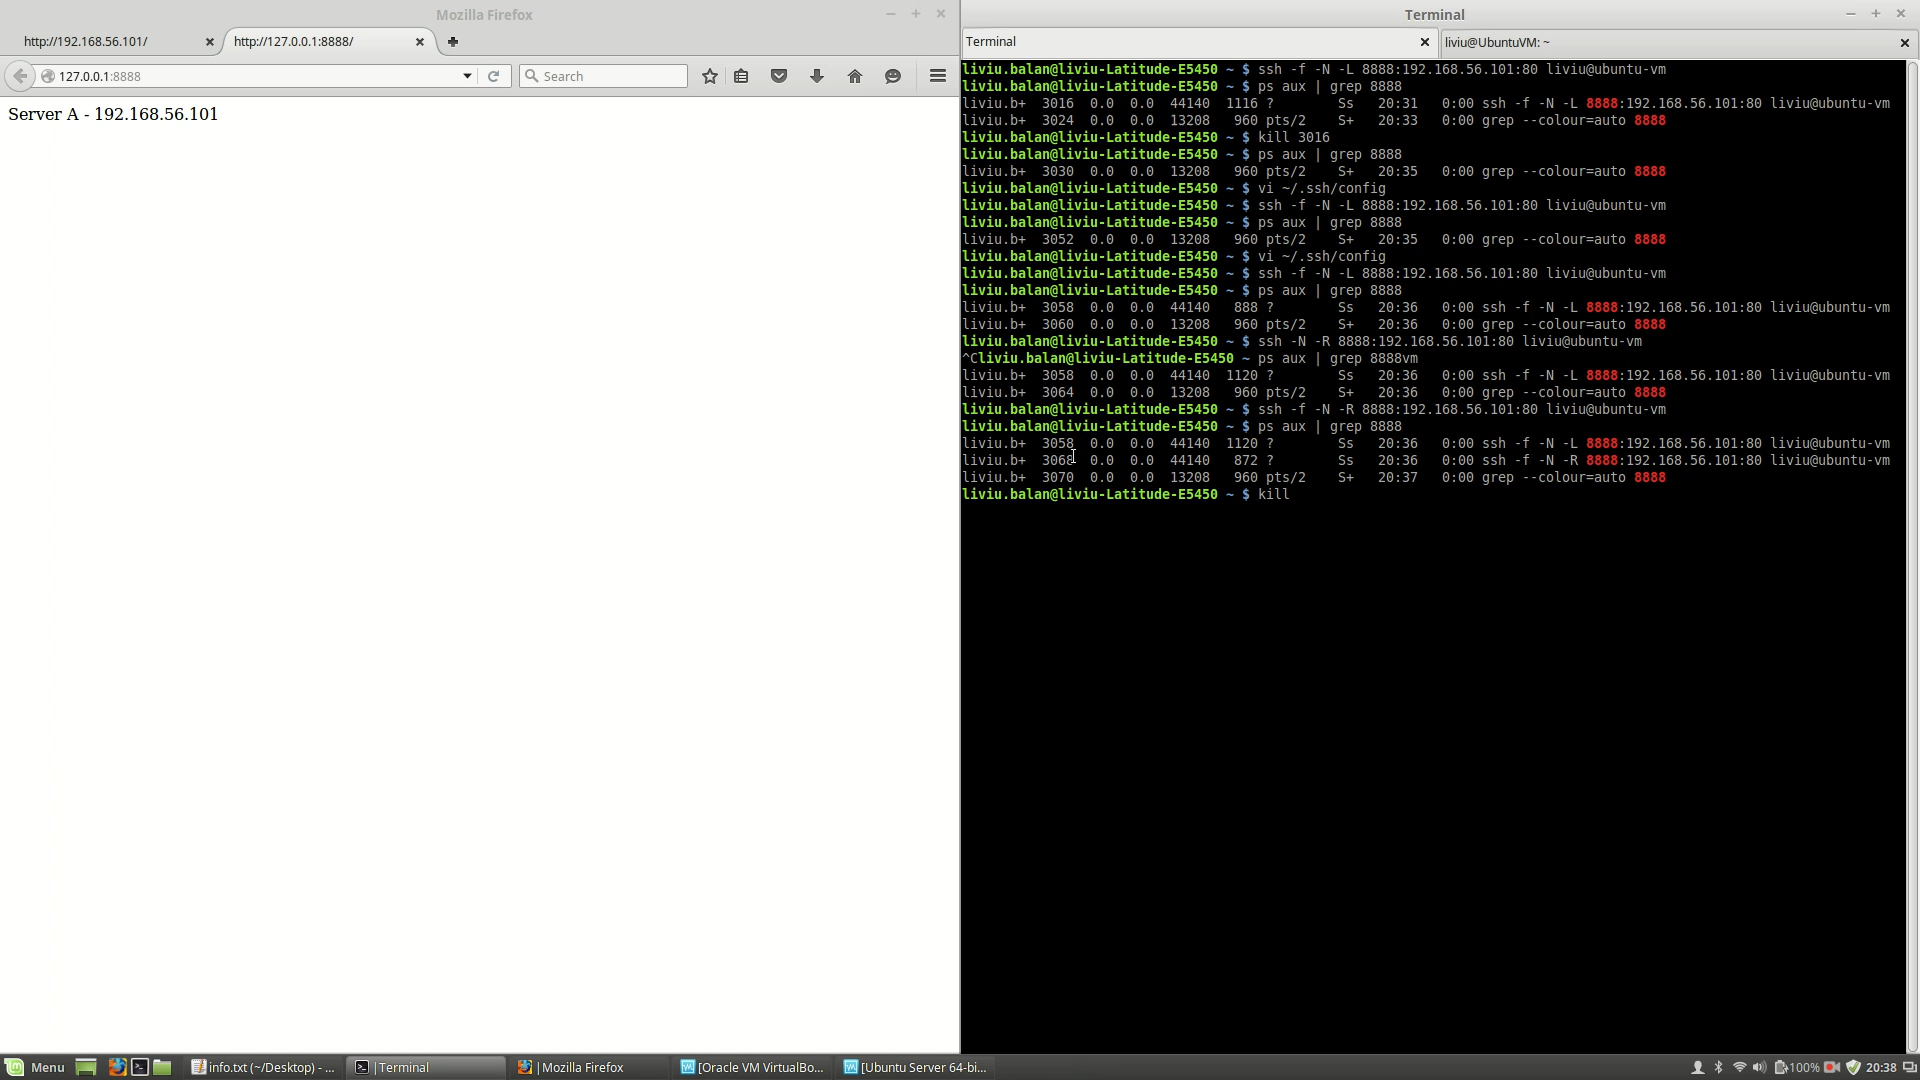 Mozilla Firefox
http://192.168.56.101/
http://127.0.0.1:8888/
127.0.0.1:8888
Search
Server A - 192.168.56.101
Terminal
Terminal
liviu@UbuntuVM: ~
liviu.balan@liviu-Latitude-E5450 ~ $ ssh -f -N -L 8888:192.168.56.101:80 liviu@ubuntu-vm
liviu.balan@liviu-Latitude-E5450 ~ $ ps aux | grep 8888
liviu.b+  3016  0.0  0.0  44140  1116 ?        Ss   20:31   0:00 ssh -f -N -L 8888:192.168.56.101:80 liviu@ubuntu-vm
liviu.b+  3024  0.0  0.0  13208   960 pts/2    S+   20:33   0:00 grep --colour=auto 8888
liviu.balan@liviu-Latitude-E5450 ~ $ kill 3016
liviu.balan@liviu-Latitude-E5450 ~ $ ps aux | grep 8888
liviu.b+  3030  0.0  0.0  13208   960 pts/2    S+   20:35   0:00 grep --colour=auto 8888
liviu.balan@liviu-Latitude-E5450 ~ $ vi ~/.ssh/config
liviu.balan@liviu-Latitude-E5450 ~ $ ssh -f -N -L 8888:192.168.56.101:80 liviu@ubuntu-vm
liviu.balan@liviu-Latitude-E5450 ~ $ ps aux | grep 8888
liviu.b+  3052  0.0  0.0  13208   960 pts/2    S+   20:35   0:00 grep --colour=auto 8888
liviu.balan@liviu-Latitude-E5450 ~ $ vi ~/.ssh/config
liviu.balan@liviu-Latitude-E5450 ~ $ ssh -f -N -L 8888:192.168.56.101:80 liviu@ubuntu-vm
liviu.balan@liviu-Latitude-E5450 ~ $ ps aux | grep 8888
liviu.b+  3058  0.0  0.0  44140   888 ?        Ss   20:36   0:00 ssh -f -N -L 8888:192.168.56.101:80 liviu@ubuntu-vm
liviu.b+  3060  0.0  0.0  13208   960 pts/2    S+   20:36   0:00 grep --colour=auto 8888
liviu.balan@liviu-Latitude-E5450 ~ $ ssh -N -R 8888:192.168.56.101:80 liviu@ubuntu-vm
^Cliviu.balan@liviu-Latitude-E5450 ~ ps aux | grep 8888vm
liviu.b+  3058  0.0  0.0  44140  1120 ?        Ss   20:36   0:00 ssh -f -N -L 8888:192.168.56.101:80 liviu@ubuntu-vm
liviu.b+  3064  0.0  0.0  13208   960 pts/2    S+   20:36   0:00 grep --colour=auto 8888
liviu.balan@liviu-Latitude-E5450 ~ $ ssh -f -N -R 8888:192.168.56.101:80 liviu@ubuntu-vm
liviu.balan@liviu-Latitude-E5450 ~ $ ps aux | grep 8888
liviu.b+  3058  0.0  0.0  44140  1120 ?        Ss   20:36   0:00 ssh -f -N -L 8888:192.168.56.101:80 liviu@ubuntu-vm
liviu.b+  3068  0.0  0.0  44140   872 ?        Ss   20:36   0:00 ssh -f -N -R 8888:192.168.56.101:80 liviu@ubuntu-vm
liviu.b+  3070  0.0  0.0  13208   960 pts/2    S+   20:37   0:00 grep --colour=auto 8888
liviu.balan@liviu-Latitude-E5450 ~ $ kill
Menu
info.txt (~/Desktop) - ...
|Terminal
|Mozilla Firefox
[Oracle VM VirtualBo...
[Ubuntu Server 64-bi...
100%
20:38